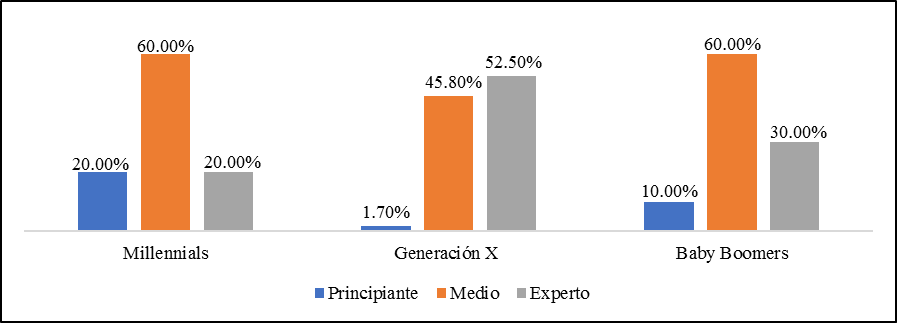 60.00%
60.00%
52.50%
45.80%
30.00%
20.00%
20.00%
10.00%
1.70%
Millennials
Generación X
Baby Boomers
Principiante Medio Experto